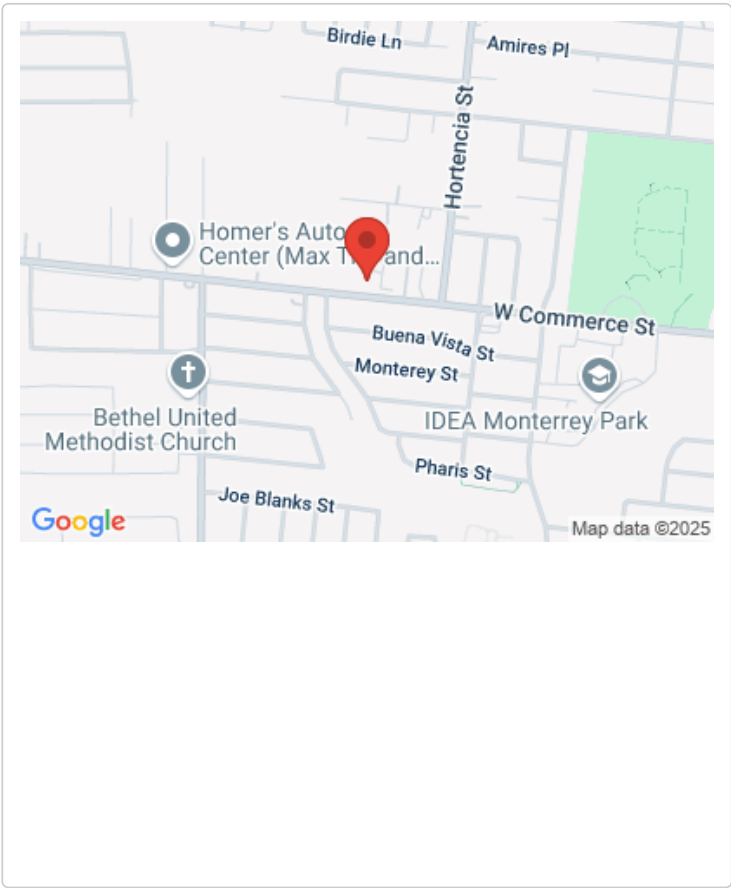 Birdie Ln
Amires Pl
Hortencia St
Homer's Auto
Center (Max T and...
W Commerce St
Buena Vista St
Monterey St
Bethel United
Methodist Church
IDEA Monterrey Park
Pharis St
Joe Blanks St
Google
Map data ©2025